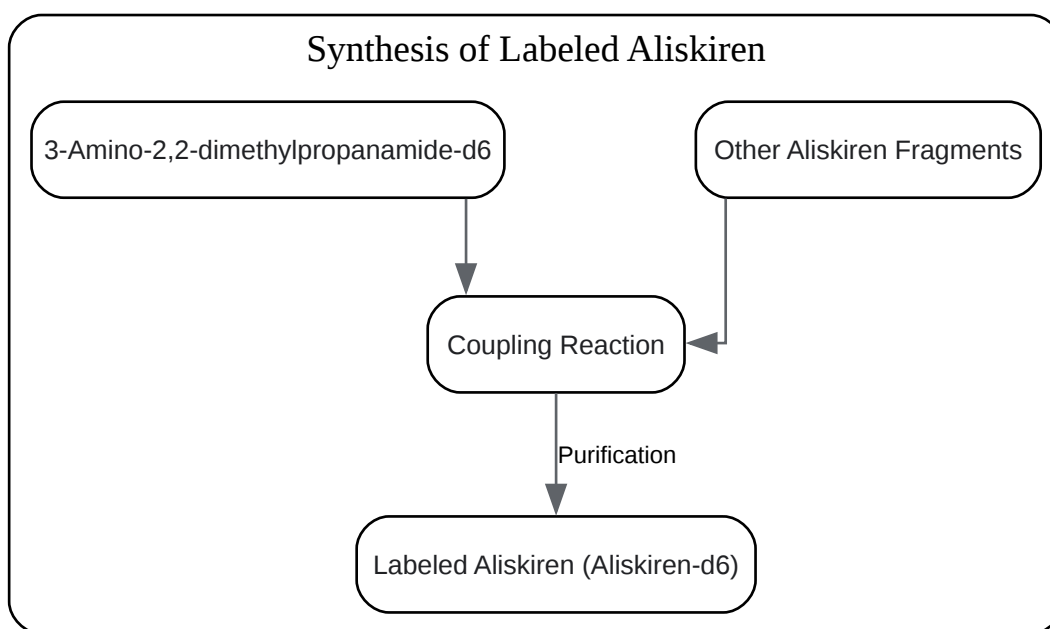 Synthesis of Labeled Aliskiren
3-Amino-2,2-dimethylpropanamide-d6
Other Aliskiren Fragments
Coupling Reaction
Purification
Labeled Aliskiren (Aliskiren-d6)